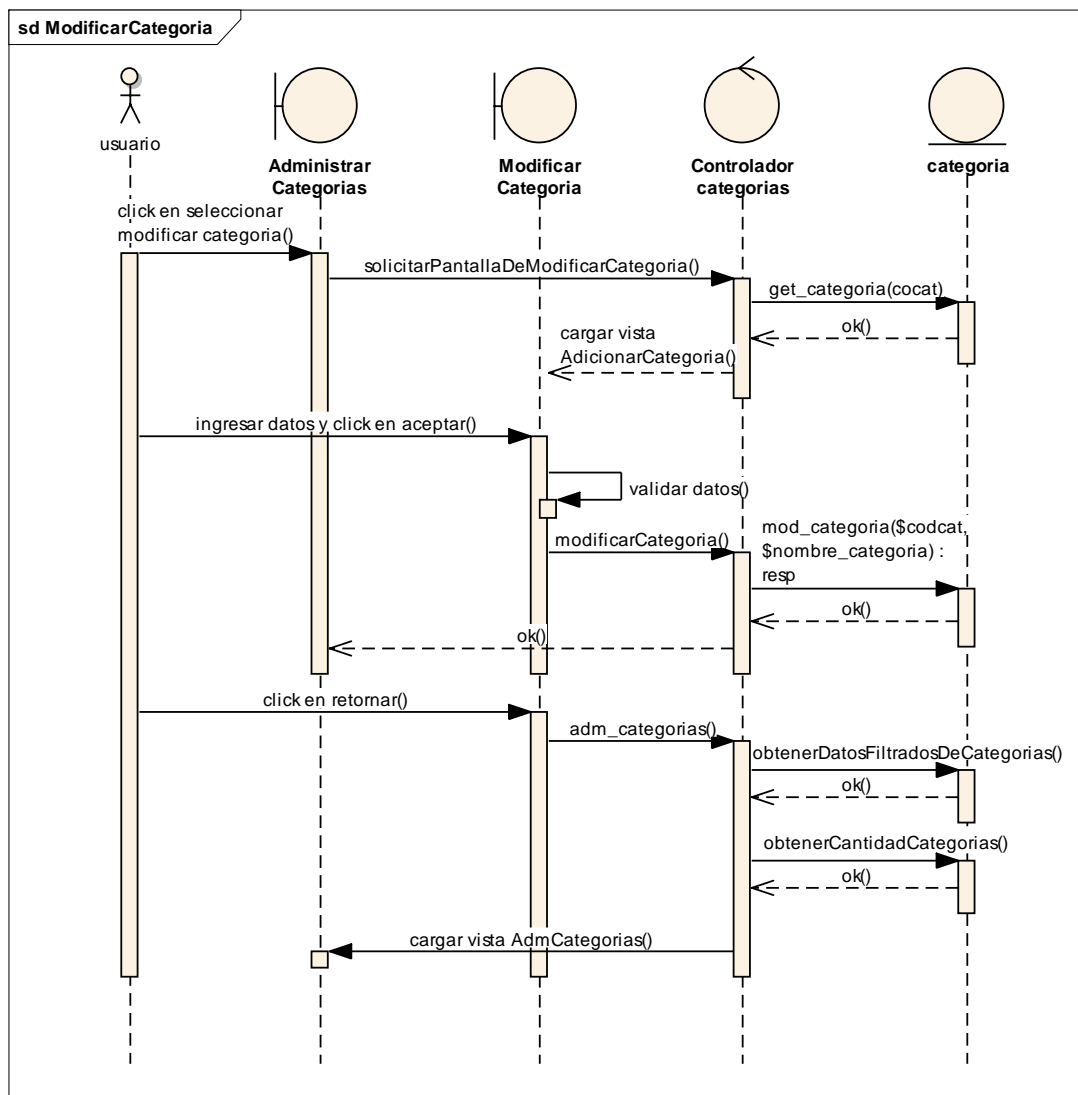 sd ModificarCategoria
usuario
Administrar
Categorias
Modificar
Categoria
Controlador
categorias
categoria
click en seleccionar
modificar categoria()
solicitarPantallaDeModificarCategoria()
get_categoria(cocat)
ok()
cargar vista
AdicionarCategoria()
ingresar datos y click en aceptar()
validar datos()
modificarCategoria()
mod_categoria($codcat,
$nombre_categoria) :
resp
ok()
ok()
click en retornar()
adm_categorias()
obtenerDatosFiltradosDeCategorias()
ok()
obtenerCantidadCategorias()
ok()
cargar vista AdmCategorias()